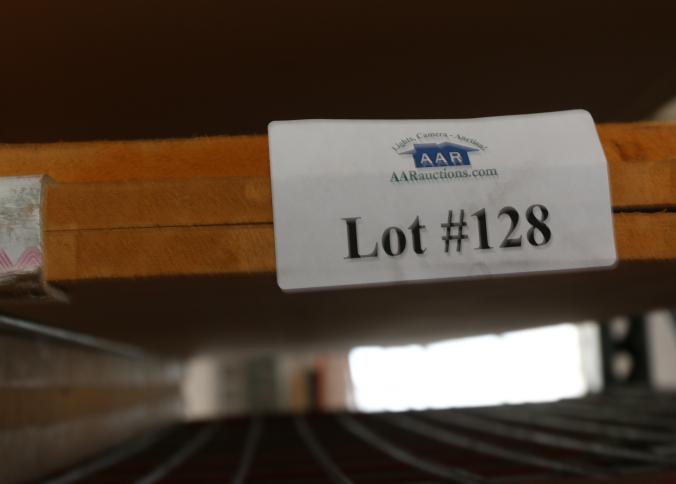 Lights, Camera - Auction!
AAR
AARauctions.com
Lot #128